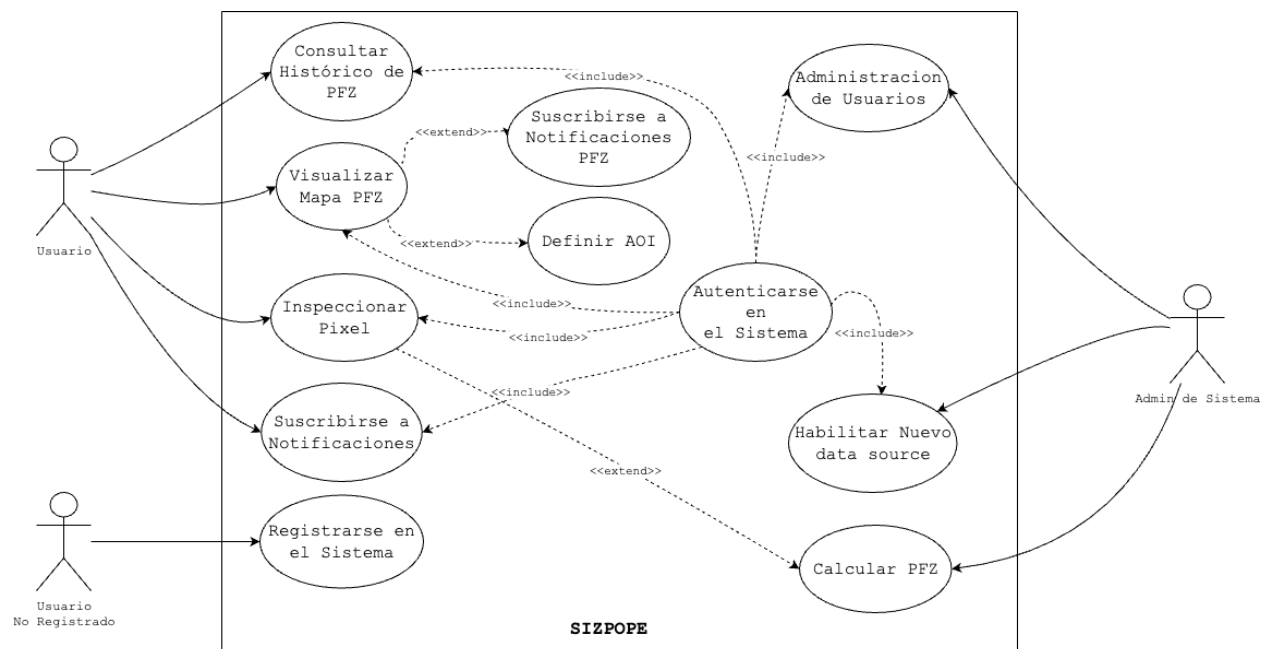 Consultar
Histórico de
PFZ
<<include>>
Administracion
de Usuarios
Suscribirse a
Notificaciones
PFZ
<<extend>>
<<include>>
Visualizar
Mapa PFZ
Usuario
<<extend>>
Definir AOI
Inspeccionar
Pixel
<<include>>
<<include>>
Autenticarse
en
el Sistema
<<include>>
Admin de Sistema
<<include>>
Suscribirse a
Notificaciones
Habilitar Nuevo
data source
<<extend>>
Registrarse en
el Sistema
Calcular PFZ
Usuario
No Registrado
SIZPOPE